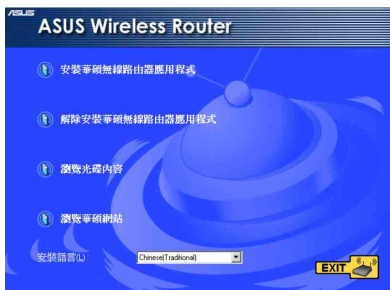 ASUS
ASUS Wireless Router
安裝華碩無線路由器應用程式
解除安裝華碩無線路由器應用程式
瀏覽光碟內容
瀏覽華碩網站
安裝語言(L)
Chinese(Traditional)
EXIT